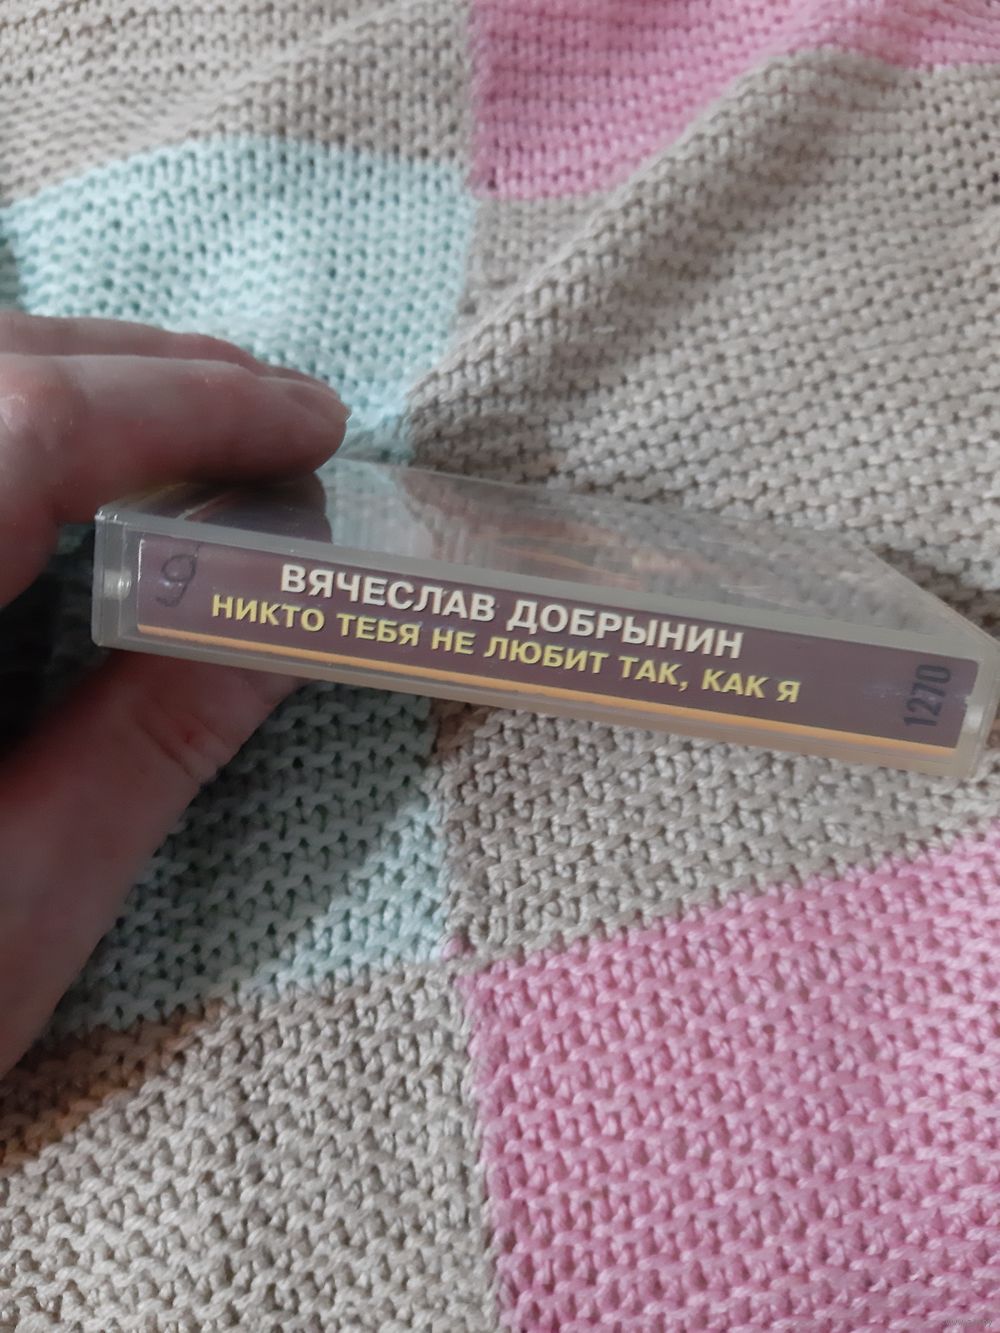 9
ВЯЧЕСЛАВ ДОБРЫНИН
НИКТО ТЕБЯ НЕ ЛЮБИТ ТАК, КАК Я
1270